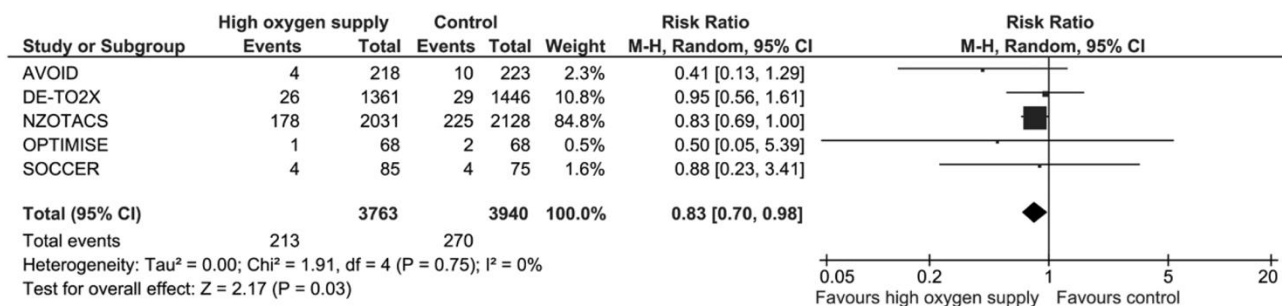 High oxygen supply Control Risk Ratio Risk Ratio
Study or Subgroup Events Total Events Total Weight M-H, Random, 95% CI M-H, Random, 95% CI
AVOID 4 218 10 223 2.3% 0.41 [0.13, 1.29]
DE-TO2X 26 1361 29 1446 10.8% 0.95 [0.56, 1.61]
NZOTACS 178 2031 225 2128 84.8% 0.83 [0.69, 1.00]
OPTIMISE 1 68 2 68 0.5% 0.50 [0.05, 5.39]
SOCCER 4 85 4 75 1.6% 0.88 [0.23, 3.41]
Total (95% CI) 3763 3940 100.0% 0.83 [0.70, 0.98]
Total events 213 270
Heterogeneity: Tau² = 0.00; Chi² = 1.91, df = 4 (P = 0.75); I² = 0%
Test for overall effect: Z = 2.17 (P = 0.03)
0.05 0.2 1 5 20
Favours high oxygen supply Favours control